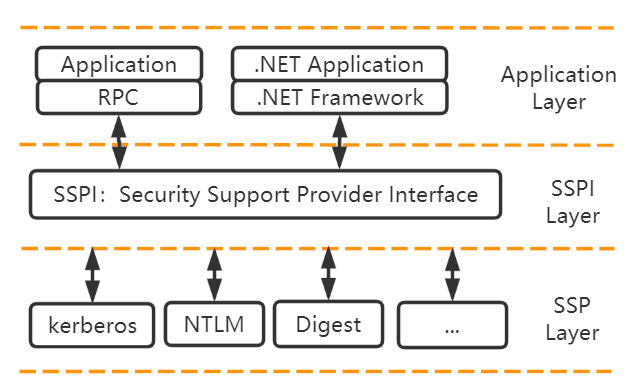 Application
RPC
.NET Application
.NET Framework
Application
Layer
SSPI：Security Support Provider Interface
SSPI
Layer
kerberos
NTLM
Digest
...
SSP
Layer